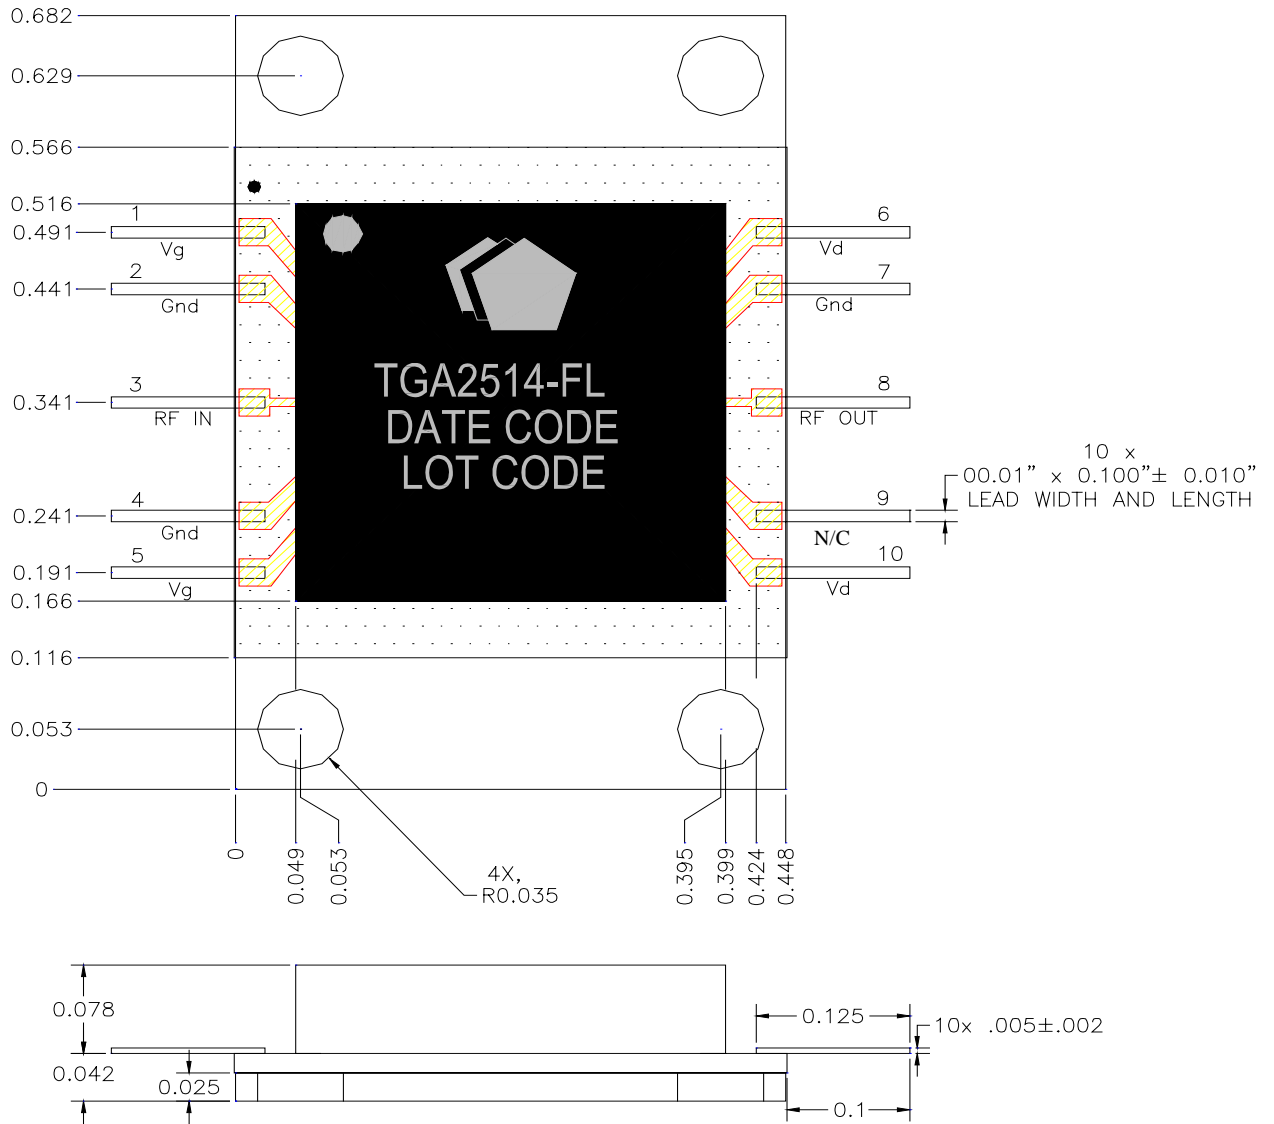 0.682
0.629
0.566
0.516
0.491
0.441
0.341
0.241
0.191
0.166
0.116
0.053
0
1
Vg
2
Gnd
3
RF IN
4
Gnd
5
Vg
TGA2514-FL
DATE CODE
LOT CODE
6
Vd
7
Gnd
8
RF OUT
9
N/C
10
Vd
10 x
00.01” x 0.100”± 0.010”
LEAD WIDTH AND LENGTH
0
0.049
0.053
0.395
0.399
0.424
0.448
4X,
R0.035
0.078
0.042
0.025
0.125
10x .005±.002
0.1